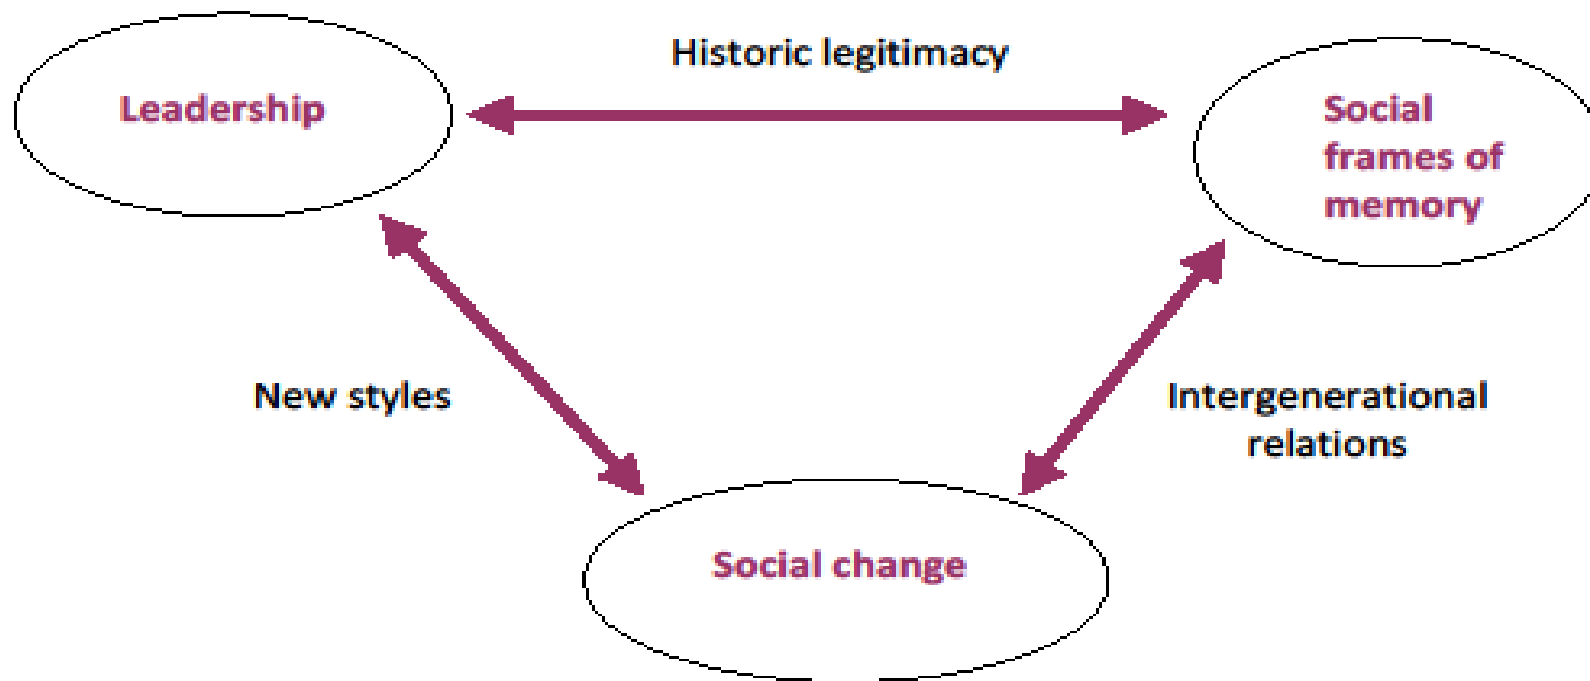 Historic legitimacy
Leadership
Social
frames of
memory
New styles
Intergenerational
relations
Social change